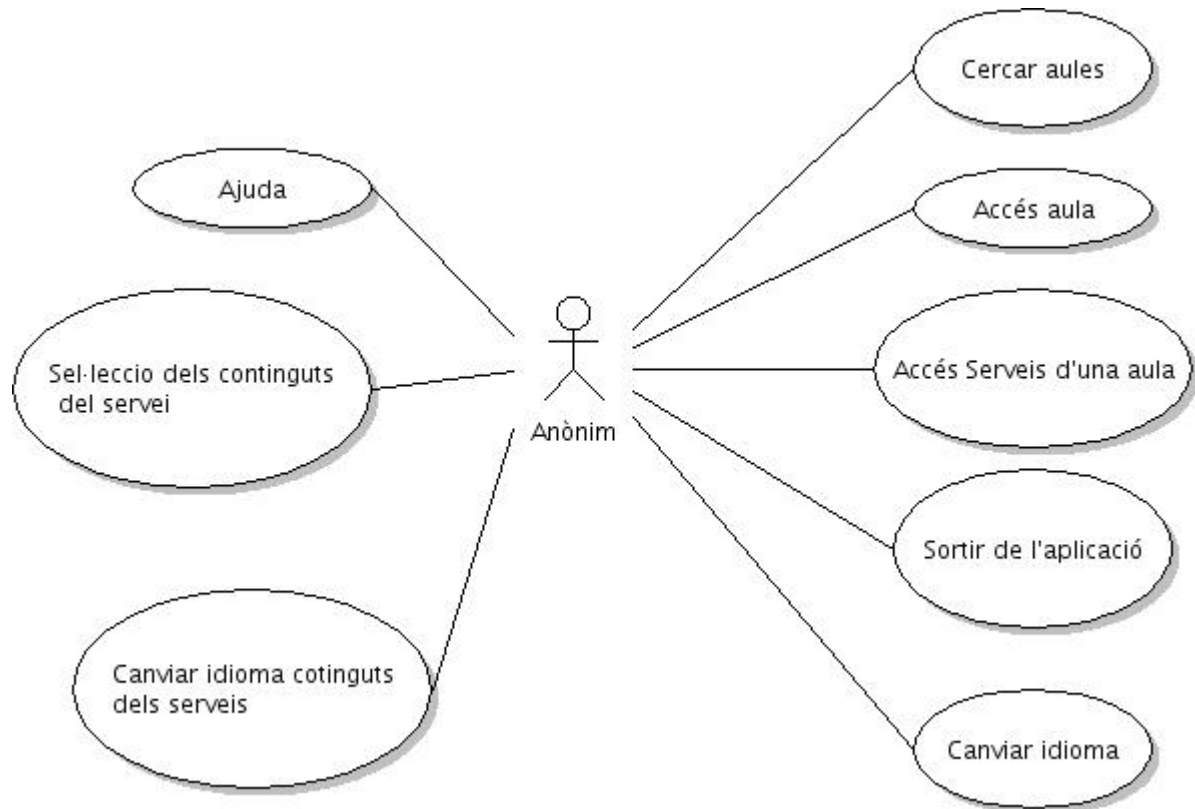 Cercar aules
Ajuda
Accés aula
Sel·leccio dels continguts
del servei
Accés Serveis d'una aula
Anònim
Sortir de l'aplicació
Canviar idioma cotinguts
dels serveis
Canviar idioma